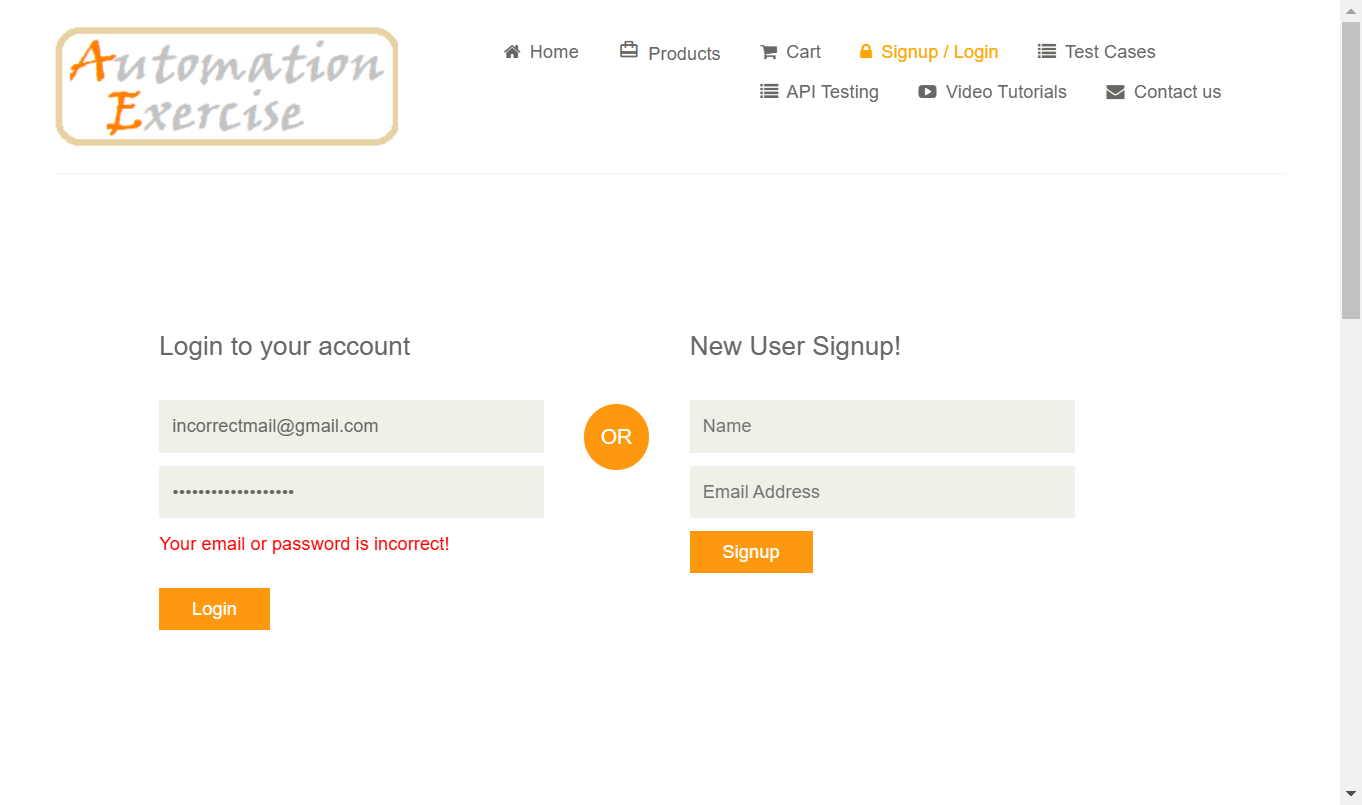 Automation
Exercise
Home Products Cart Signup / Login Test Cases
API Testing Video Tutorials Contact us
Login to your account
incorrectmail@gmail.com
•••••••••••••••••••
Your email or password is incorrect!
Login
OR
New User Signup!
Name
Email Address
Signup